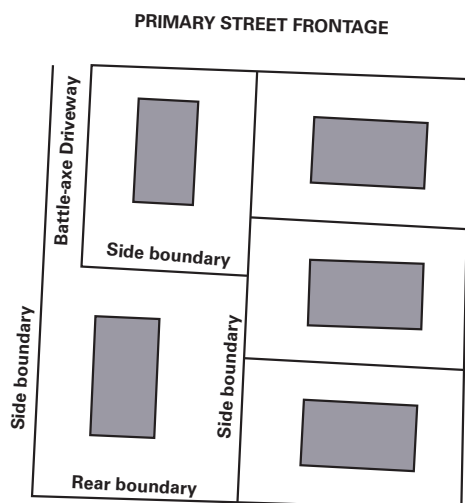 PRIMARY STREET FRONTAGE
Battle-axe Driveway
Side boundary
Side boundary
Side boundary
Rear boundary